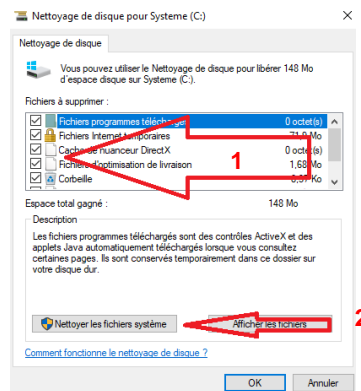 Nettoyage de disque pour Systeme (C:)
Nettoyage de disque
Vous pouvez utiliser le Nettoyage de disque pour libérer 148 Mo
d'espace disque sur Systeme (C:).
Fichiers à supprimer :
Fichiers programmes télécharger 0 octet(s)
Fichiers Internet temporaires Mo
Cache de nuanceur DirectX 0 octet(s)
1
Fichiers d'optimisation de livraison 1,68 Mo
Corbeille Ko
Espace total gagné : 148 Mo
Description
Les fichiers programmes téléchargés sont des contrôles ActiveX et des
applets Java automatiquement téléchargés lorsque vous consultez
certaines pages. Ils sont conservés temporairement dans ce dossier sur
votre disque dur.
Nettoyer les fichiers système Afficher les fichiers 2
Comment fonctionne le nettoyage de disque ?
OK Annuler